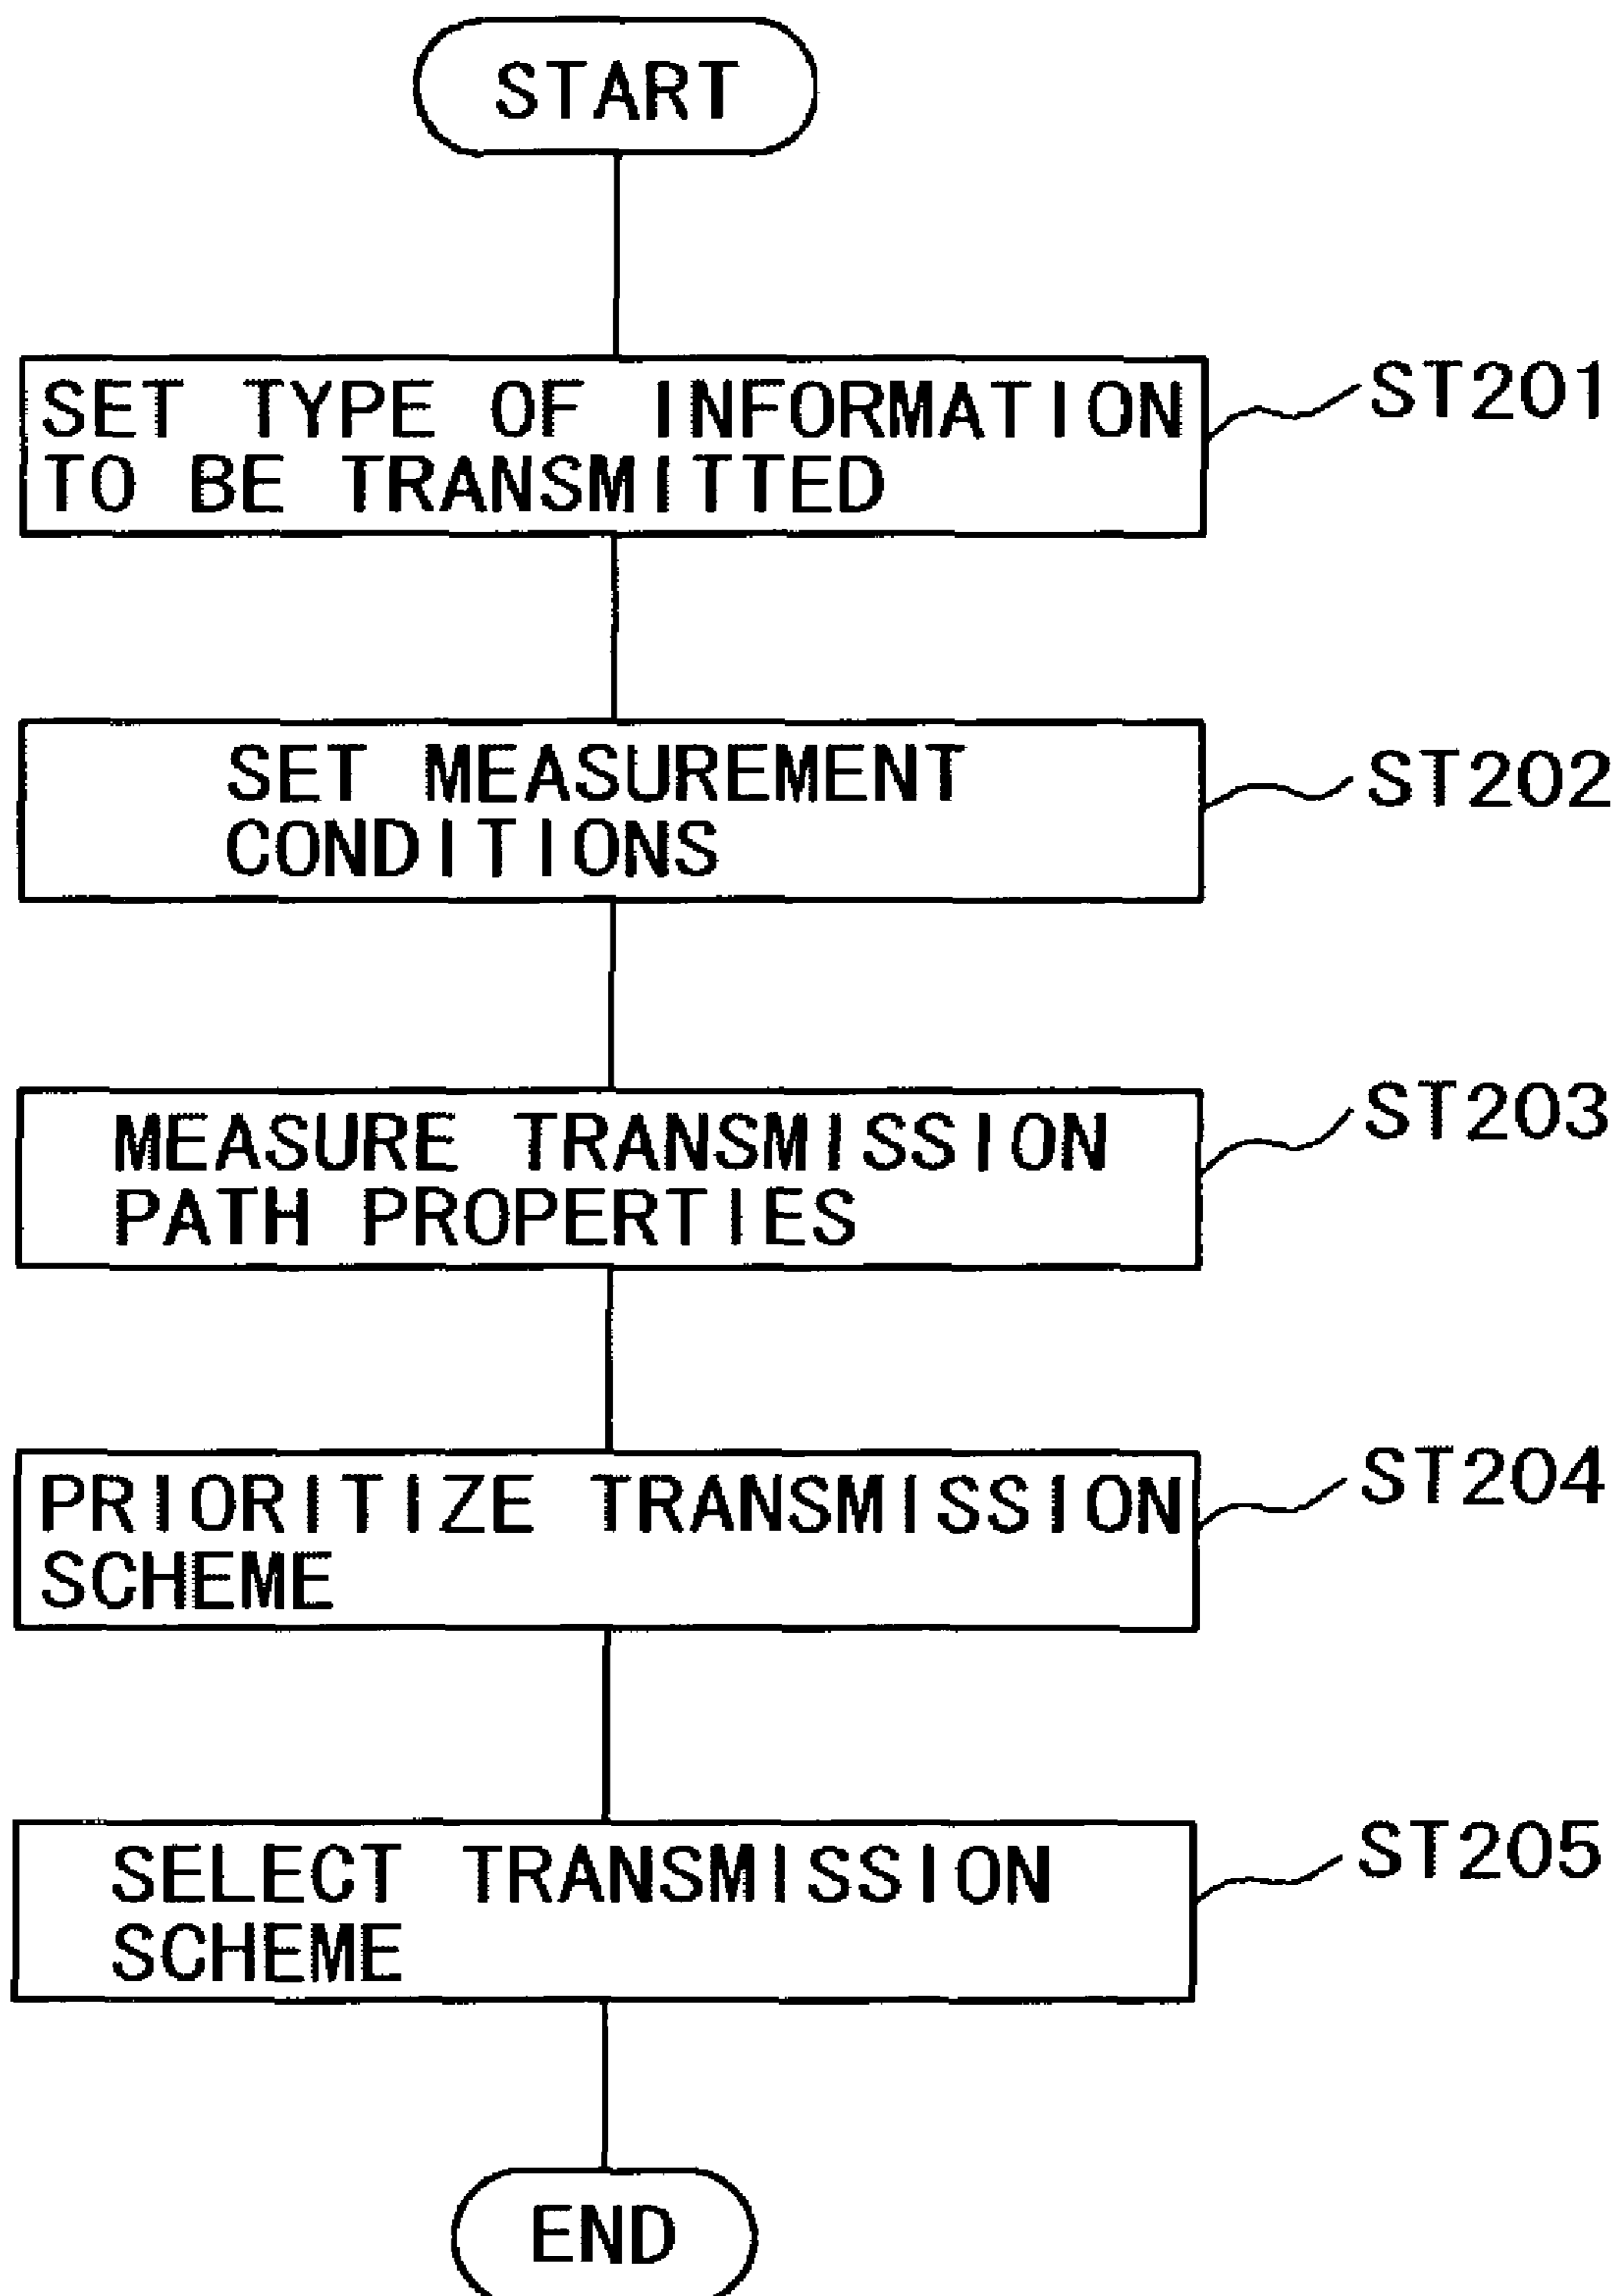 START
SET TYPE OF INFORMATION
TO BE TRANSMITTED
ST201
SET MEASUREMENT
CONDITIONS
ST202
MEASURE TRANSMISSION
PATH PROPERTIES
ST203
PRIORITIZE TRANSMISSION
SCHEME
ST204
SELECT TRANSMISSION
SCHEME
ST205
END